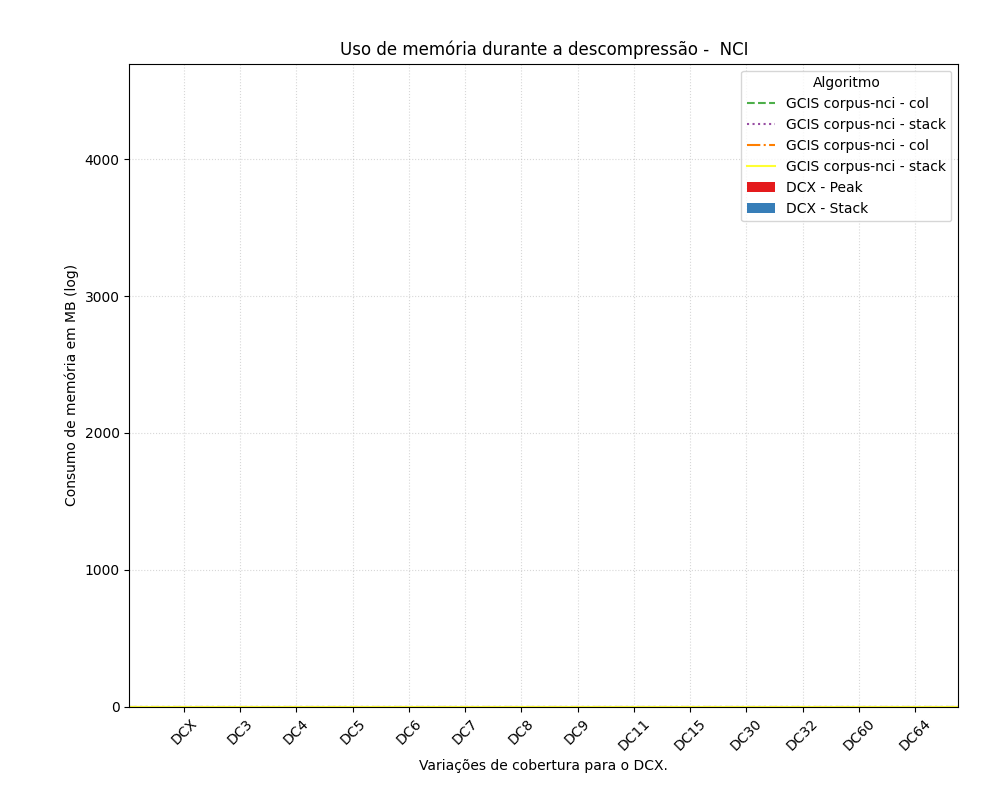 Uso de memória durante a descompressão -  NCI
Algoritmo
GCIS corpus-nci - col
GCIS corpus-nci - stack
GCIS corpus-nci - col
GCIS corpus-nci - stack
DCX - Peak
DCX - Stack
Consumo de memória em MB (log)
4000
3000
2000
1000
0
DCX
DC3
DC4
DC5
DC6
DC7
DC8
DC9
DC11
DC15
DC30
DC32
DC60
DC64
Variações de cobertura para o DCX.